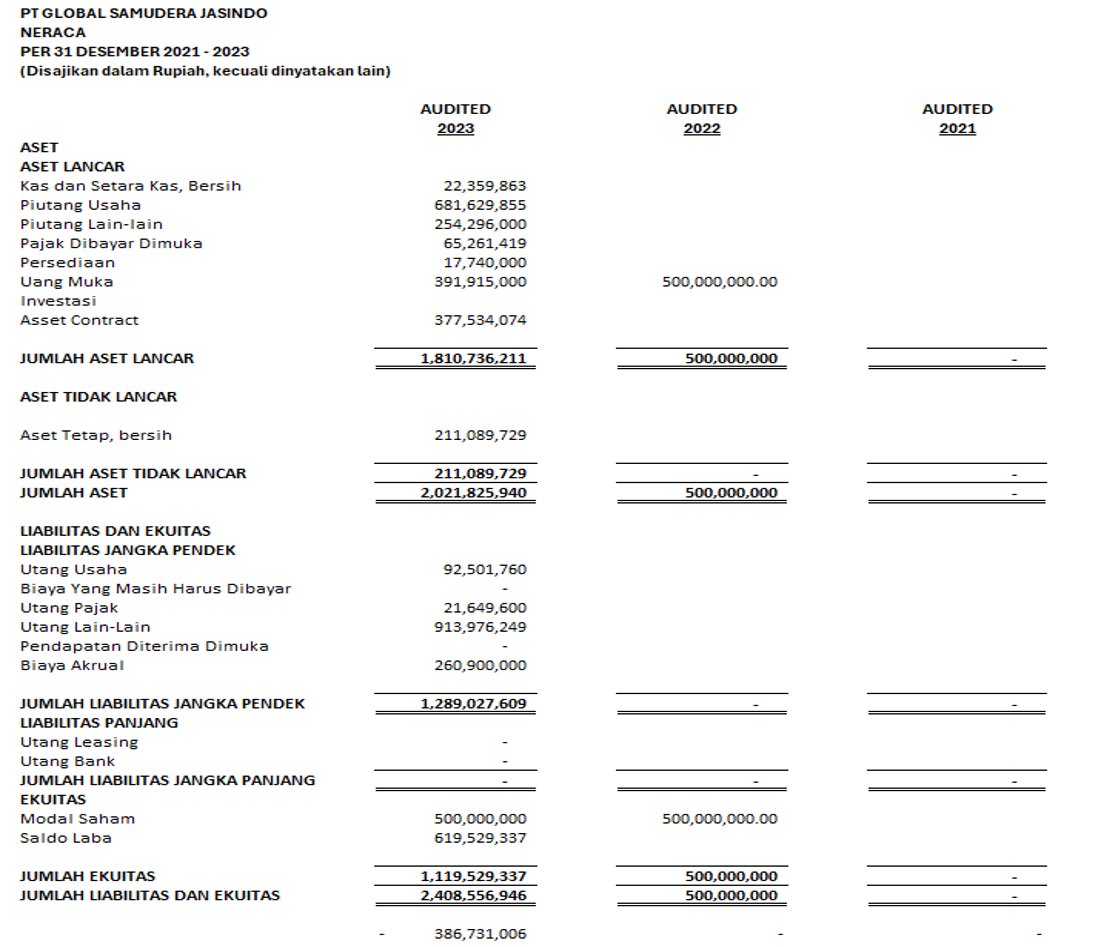 PT GLOBAL SAMUDERA JASINDO
NERACA
PER 31 DESEMBER 2021 - 2023
(Disajikan dalam Rupiah, kecuali dinyatakan lain)
AUDITED AUDITED AUDITED
2023 2022 2021
ASET
ASET LANCAR
Kas dan Setara Kas, Bersih 22,359,863
Piutang Usaha 681,629,855
Piutang Lain-lain 254,296,000
Pajak Dibayar Dimuka 65,261,419
Persediaan 17,740,000
Uang Muka 391,915,000 500,000,000.00
Investasi
Asset Contract 377,534,074
JUMLAH ASET LANCAR 1,810,736,211 500,000,000 -
ASET TIDAK LANCAR
Aset Tetap, bersih 211,089,729
JUMLAH ASET TIDAK LANCAR 211,089,729 - -
JUMLAH ASET 2,021,825,940 500,000,000 -
LIABILITAS DAN EKUITAS
LIABILITAS JANGKA PENDEK
Utang Usaha 92,501,760
Biaya Yang Masih Harus Dibayar -
Utang Pajak 21,649,600
Utang Lain-Lain 913,976,249
Pendapatan Diterima Dimuka -
Biaya Akrual 260,900,000
JUMLAH LIABILITAS JANGKA PENDEK 1,289,027,609 - -
LIABILITAS PANJANG
Utang Leasing -
Utang Bank -
JUMLAH LIABILITAS JANGKA PANJANG - - -
EKUITAS
Modal Saham 500,000,000 500,000,000.00
Saldo Laba 619,529,337
JUMLAH EKUITAS 1,119,529,337 500,000,000 -
JUMLAH LIABILITAS DAN EKUITAS 2,408,556,946 500,000,000 -
- 386,731,006 - -